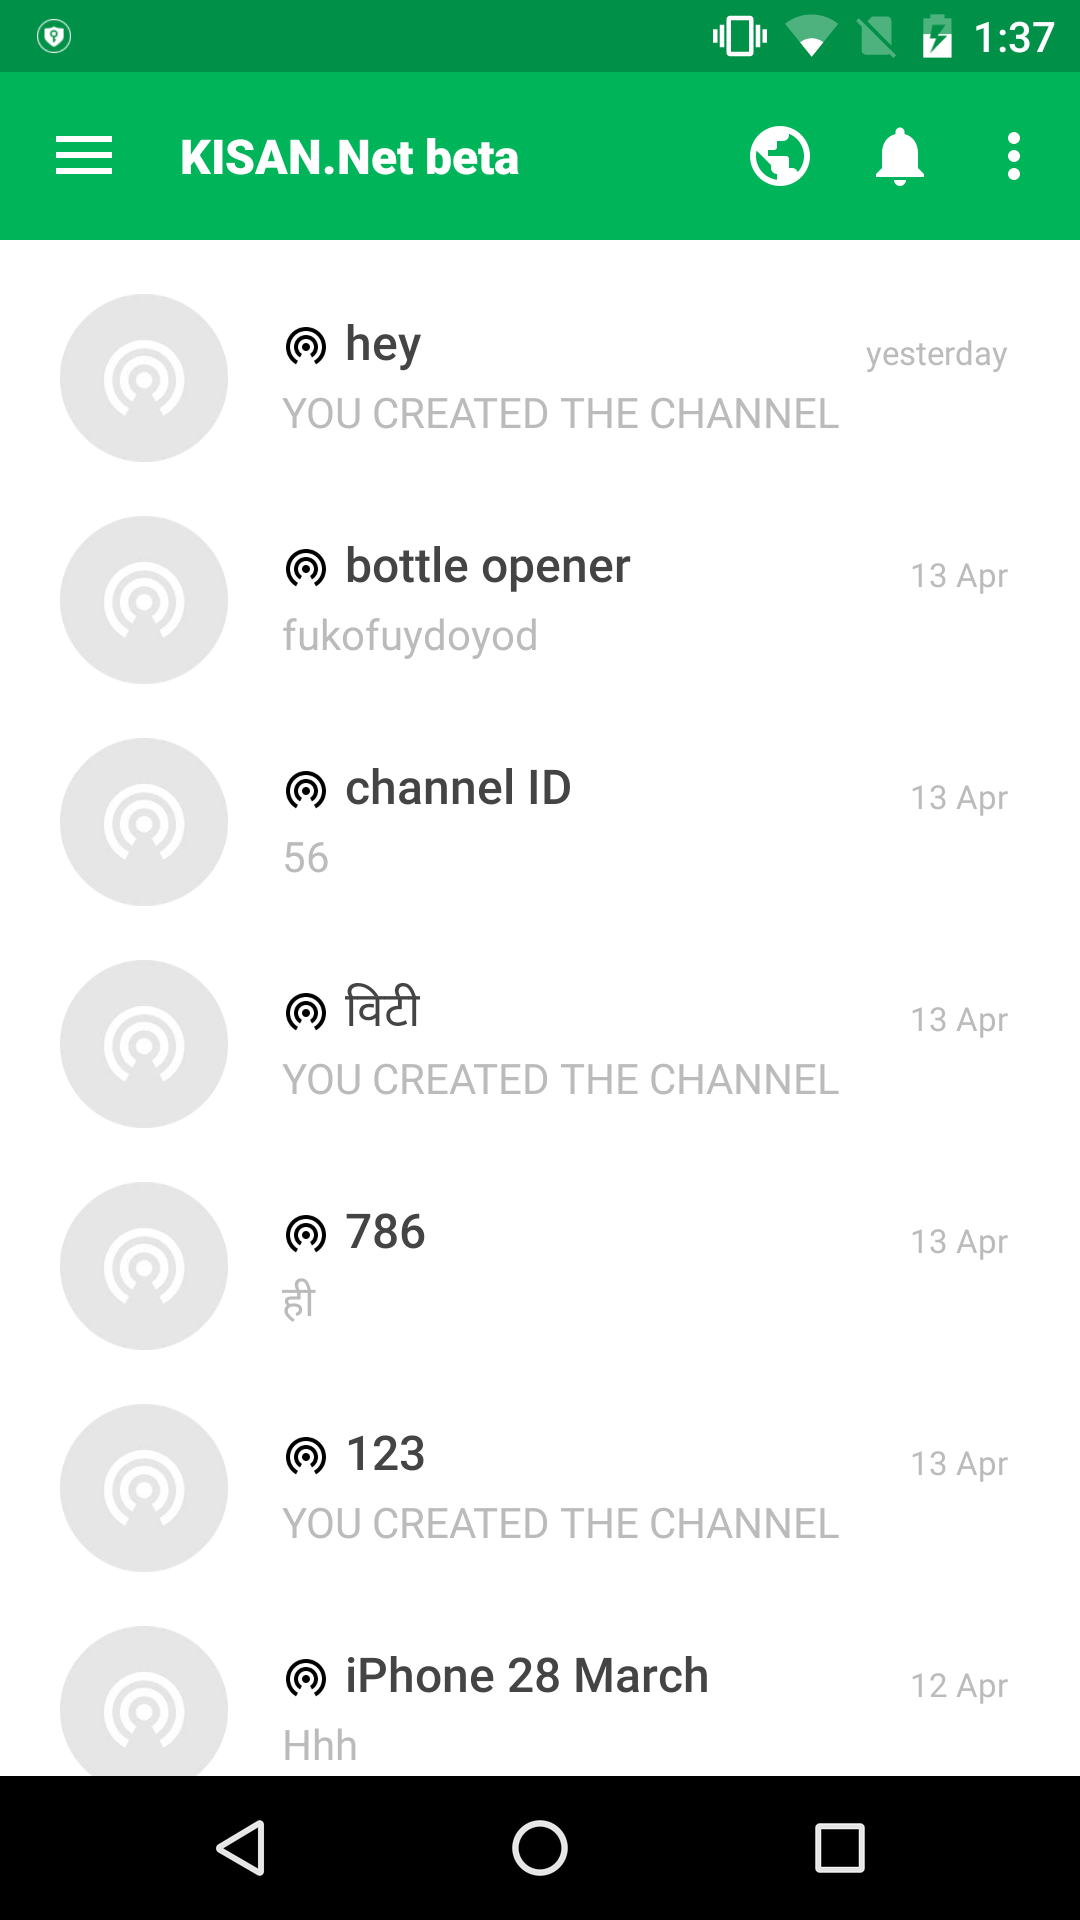 1:37
KISAN.Net beta
hey
yesterday
YOU CREATED THE CHANNEL
bottle opener
13 Apr
fukofuydoyod
channel ID
13 Apr
56
विटी
13 Apr
YOU CREATED THE CHANNEL
786
13 Apr
ही
123
13 Apr
YOU CREATED THE CHANNEL
iPhone 28 March
12 Apr
Hhh